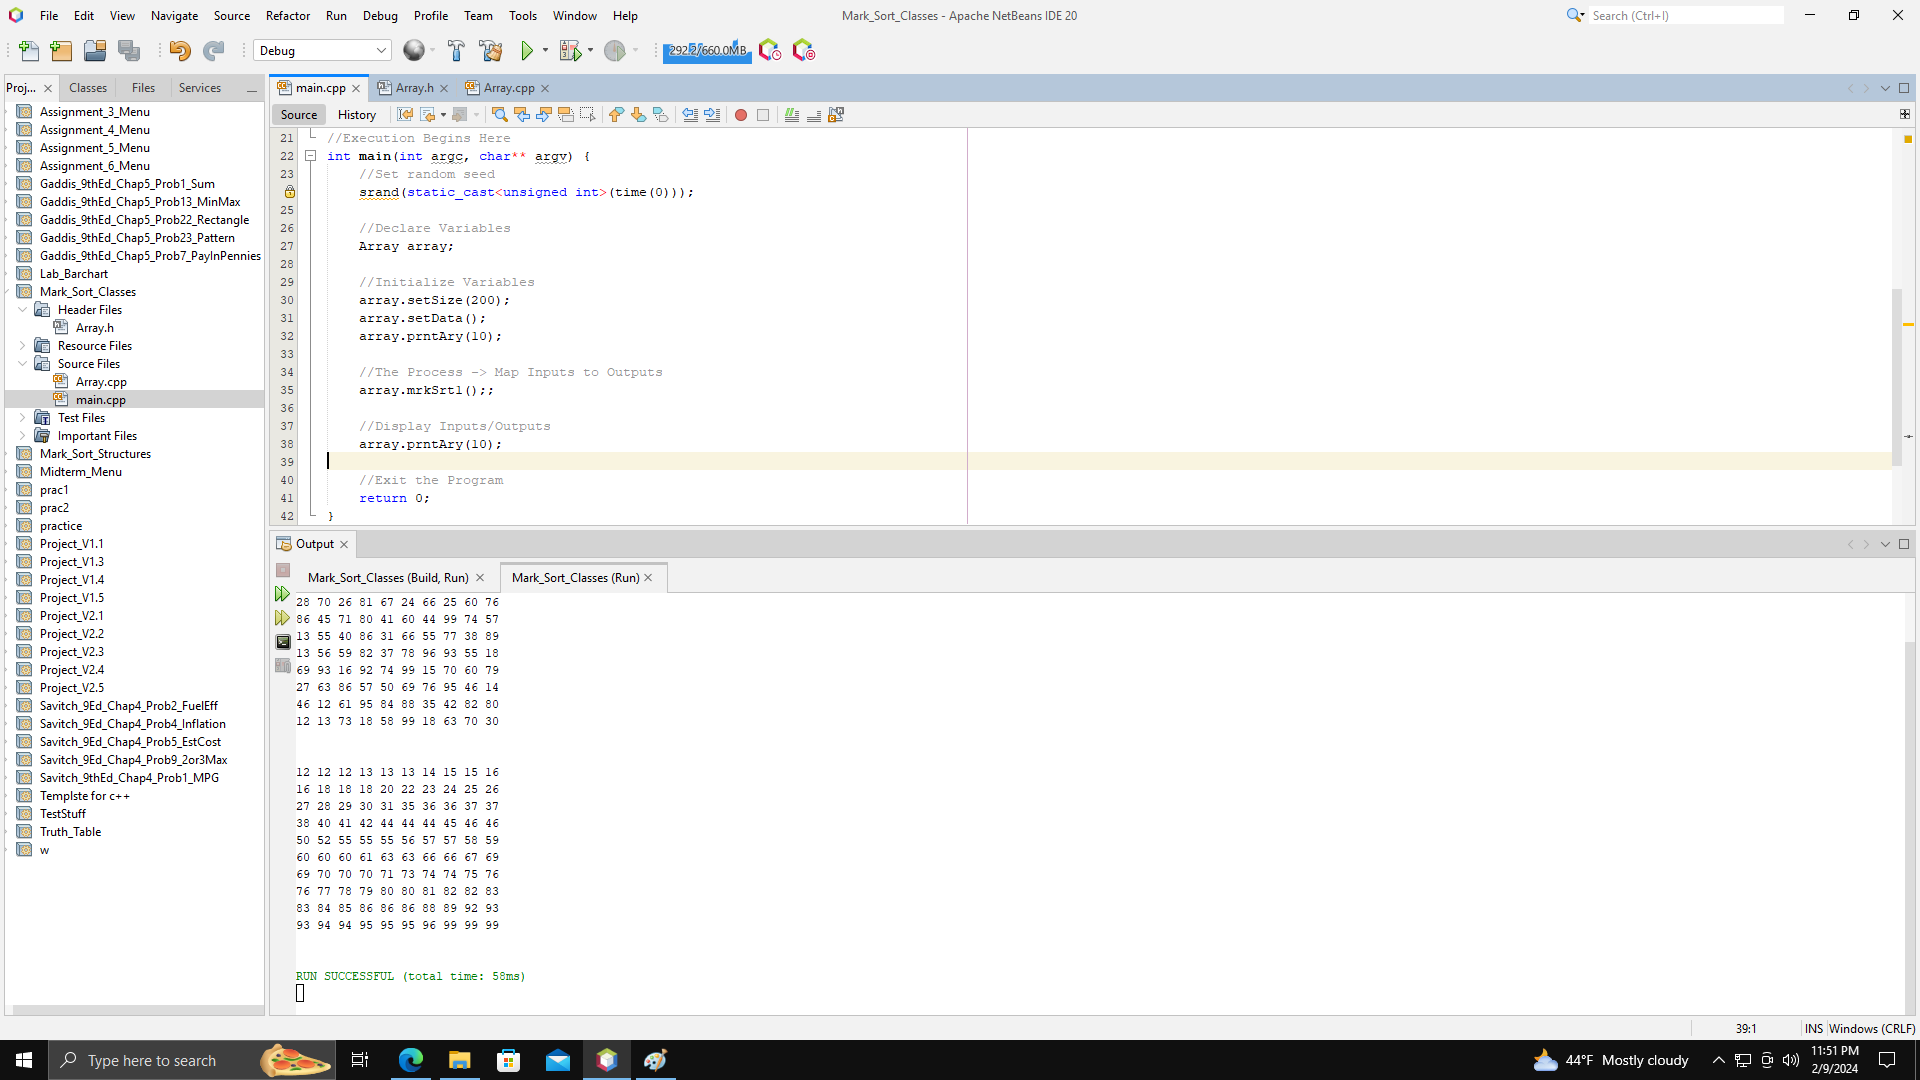 File Edit View Navigate Source Refactor Run Debug Profile Team Tools Window Help
Mark_Sort_Classes - Apache NetBeans IDE 20
Search (Ctrl+I)
Debug
292.2/660.0MB
Proj... Classes Files Services
Assignment_3_Menu
Assignment_4_Menu
Assignment_5_Menu
Assignment_6_Menu
Gaddis_9thEd_Chap5_Prob1_Sum
Gaddis_9thEd_Chap5_Prob13_MinMax
Gaddis_9thEd_Chap5_Prob22_Rectangle
Gaddis_9thEd_Chap5_Prob23_Pattern
Gaddis_9thEd_Chap5_Prob7_PayInPennies
Lab_Barchart
Mark_Sort_Classes
Header Files
Array.h
Resource Files
Source Files
Array.cpp
main.cpp
Test Files
Important Files
Mark_Sort_Structures
Midterm_Menu
prac1
prac2
practice
Project_V1.1
Project_V1.3
Project_V1.4
Project_V1.5
Project_V2.1
Project_V2.2
Project_V2.3
Project_V2.4
Project_V2.5
Savitch_9Ed_Chap4_Prob2_FuelEff
Savitch_9Ed_Chap4_Prob4_Inflation
Savitch_9Ed_Chap4_Prob5_EstCost
Savitch_9Ed_Chap4_Prob9_2or3Max
Savitch_9thEd_Chap4_Prob1_MPG
Templste for c++
TestStuff
Truth_Table
w
main.cpp Array.h Array.cpp
Source History
21 //Execution Begins Here
22 int main(int argc, char** argv) {
23 //Set random seed
srand(static_cast<unsigned int>(time(0)));
25
26 //Declare Variables
27 Array array;
28
29 //Initialize Variables
30 array.setSize(200);
31 array.setData();
32 array.prntAry(10);
33
34 //The Process -> Map Inputs to Outputs
35 array.mrkSrt1();;
36
37 //Display Inputs/Outputs
38 array.prntAry(10);
39
40 //Exit the Program
41 return 0;
42 }
Output
Mark_Sort_Classes (Build, Run) Mark_Sort_Classes (Run)
28 70 26 81 67 24 66 25 60 76
86 45 71 80 41 60 44 99 74 57
13 55 40 86 31 66 55 77 38 89
13 56 59 82 37 78 96 93 55 18
69 93 16 92 74 99 15 70 60 79
27 63 86 57 50 69 76 95 46 14
46 12 61 95 84 88 35 42 82 80
12 13 73 18 58 99 18 63 70 30
12 12 12 13 13 13 14 15 15 16
16 18 18 18 20 22 23 24 25 26
27 28 29 30 31 35 36 36 37 37
38 40 41 42 44 44 44 45 46 46
50 52 55 55 55 56 57 57 58 59
60 60 60 61 63 63 66 66 67 69
69 70 70 70 71 73 74 74 75 76
76 77 78 79 80 80 81 82 82 83
83 84 85 86 86 86 88 89 92 93
93 94 94 95 95 95 96 99 99 99
RUN SUCCESSFUL (total time: 58ms)
39:1 INS Windows (CRLF)
Type here to search
44°F Mostly cloudy
11:51 PM
2/9/2024